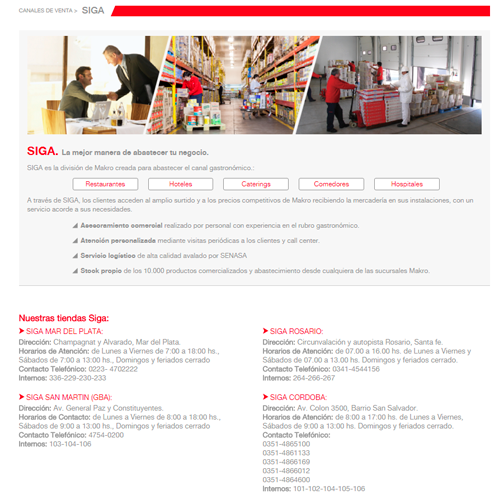 CANALES DE VENTA > SIGA
SIGA. La mejor manera de abastecer tu negocio.
SIGA es la división de Makro creada para abastecer el canal gastronómico.:
Restaurantes Hoteles Caterings Comedores Hospitales
A través de SIGA, los clientes acceden al amplio surtido y a los precios competitivos de Makro recibiendo la mercadería en sus instalaciones, con un
servicio acorde a sus necesidades.
Asesoramiento comercial realizado por personal con experiencia en el rubro gastronómico.
Atención personalizada mediante visitas periódicas a los clientes y call center.
Servicio logístico de alta calidad avalado por SENASA
Stock propio de los 10.000 productos comercializados y abastecimiento desde cualquiera de las sucursales Makro.
Nuestras tiendas Siga:
SIGA MAR DEL PLATA:
Dirección: Champagnat y Alvarado, Mar del Plata.
Horarios de Atención: de Lunes a Viernes de 7:00 a 18:00 hs.,
Sábados de 7:00 a 13:00 hs., Domingos y feriados cerrado
Contacto Telefónico: 0223- 4702222
Internos: 336-229-230-233
SIGA SAN MARTIN (GBA):
Dirección: Av. General Paz y Constituyentes.
Horarios de Contacto: de Lunes a Viernes de 8:00 a 18:00 hs.,
Sábados de 9:00 a 13:00 hs., Domingos y feriados cerrado
Contacto Telefónico: 4754-0200
Internos: 103-104-106
SIGA ROSARIO:
Dirección: Circunvalación y autopista Rosario, Santa fe.
Horarios de Atención: de 07.00 a 16.00 hs. de Lunes a Viernes y
Sábados de 07.00 a 13.00 hs. Domingos y feriados cerrado.
Contacto Telefónico: 0341-4544156
Internos: 264-266-267
SIGA CORDOBA:
Dirección: Av. Colon 3500, Barrio San Salvador.
Horarios de Atención: de 8:00 a 17:00 hs. de Lunes a Viernes,
Sábados de 9:00 a 13:00 hs. Domingos y feriados cerrado.
Contacto Telefónico:
0351-4865100
0351-4861133
0351-4866169
0351-4866012
0351-4864600
Internos: 101-102-104-105-106